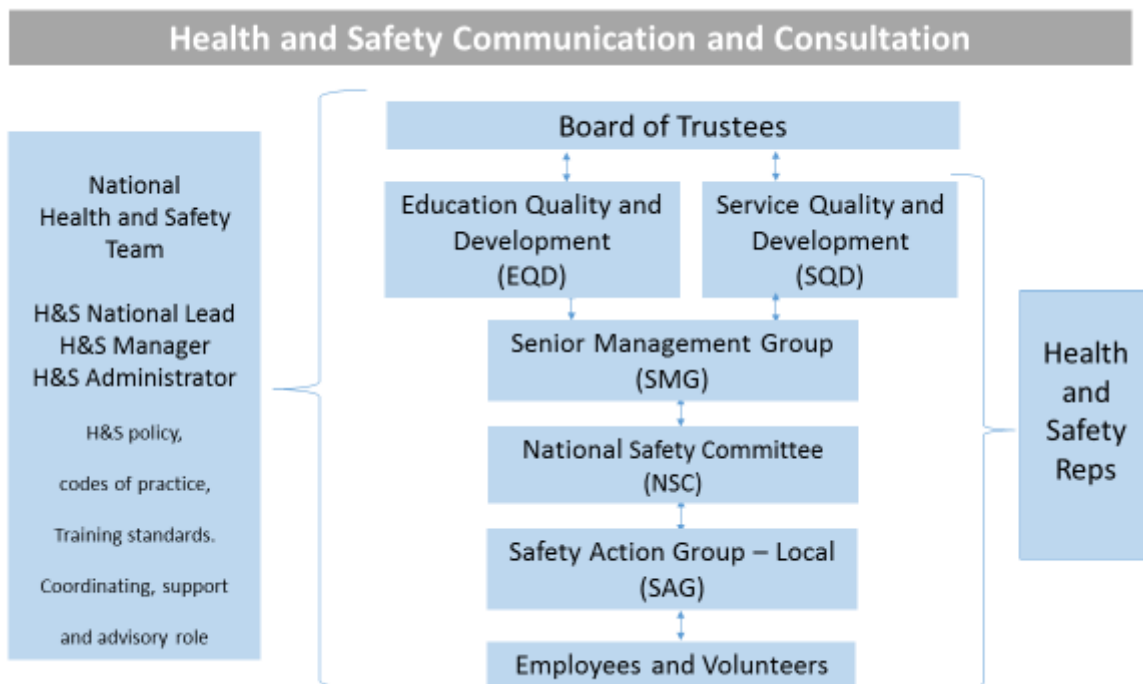 Health and Safety Communication and Consultation
National
Health and Safety
Team
H&S National Lead
H&S Manager
H&S Administrator
H&S policy,
codes of practice,
Training standards.
Coordinating, support
and advisory role
Board of Trustees
Education Quality and
Development
(EQD)
Service Quality and
Development
(SQD)
Senior Management Group
(SMG)
National Safety Committee
(NSC)
Safety Action Group – Local
(SAG)
Employees and Volunteers
Health
and
Safety
Reps